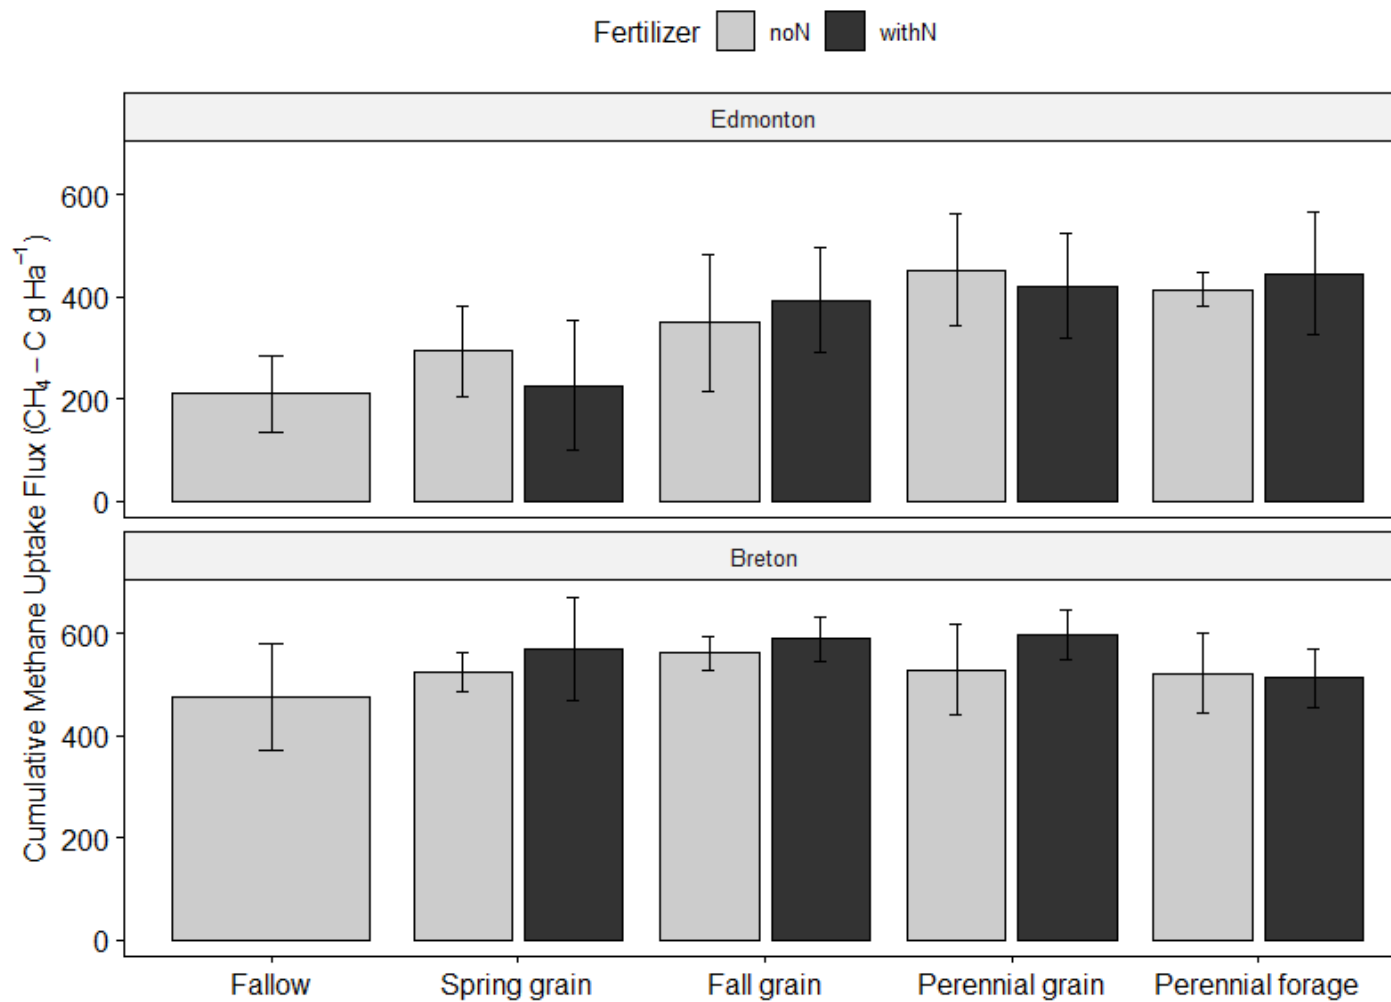 Fertilizer noN withN
Edmonton
600
400
200
0
Breton
600
400
200
0
Cumulative Methane Uptake Flux (CH₄ – C g Ha⁻¹)
Fallow Spring grain Fall grain Perennial grain Perennial forage